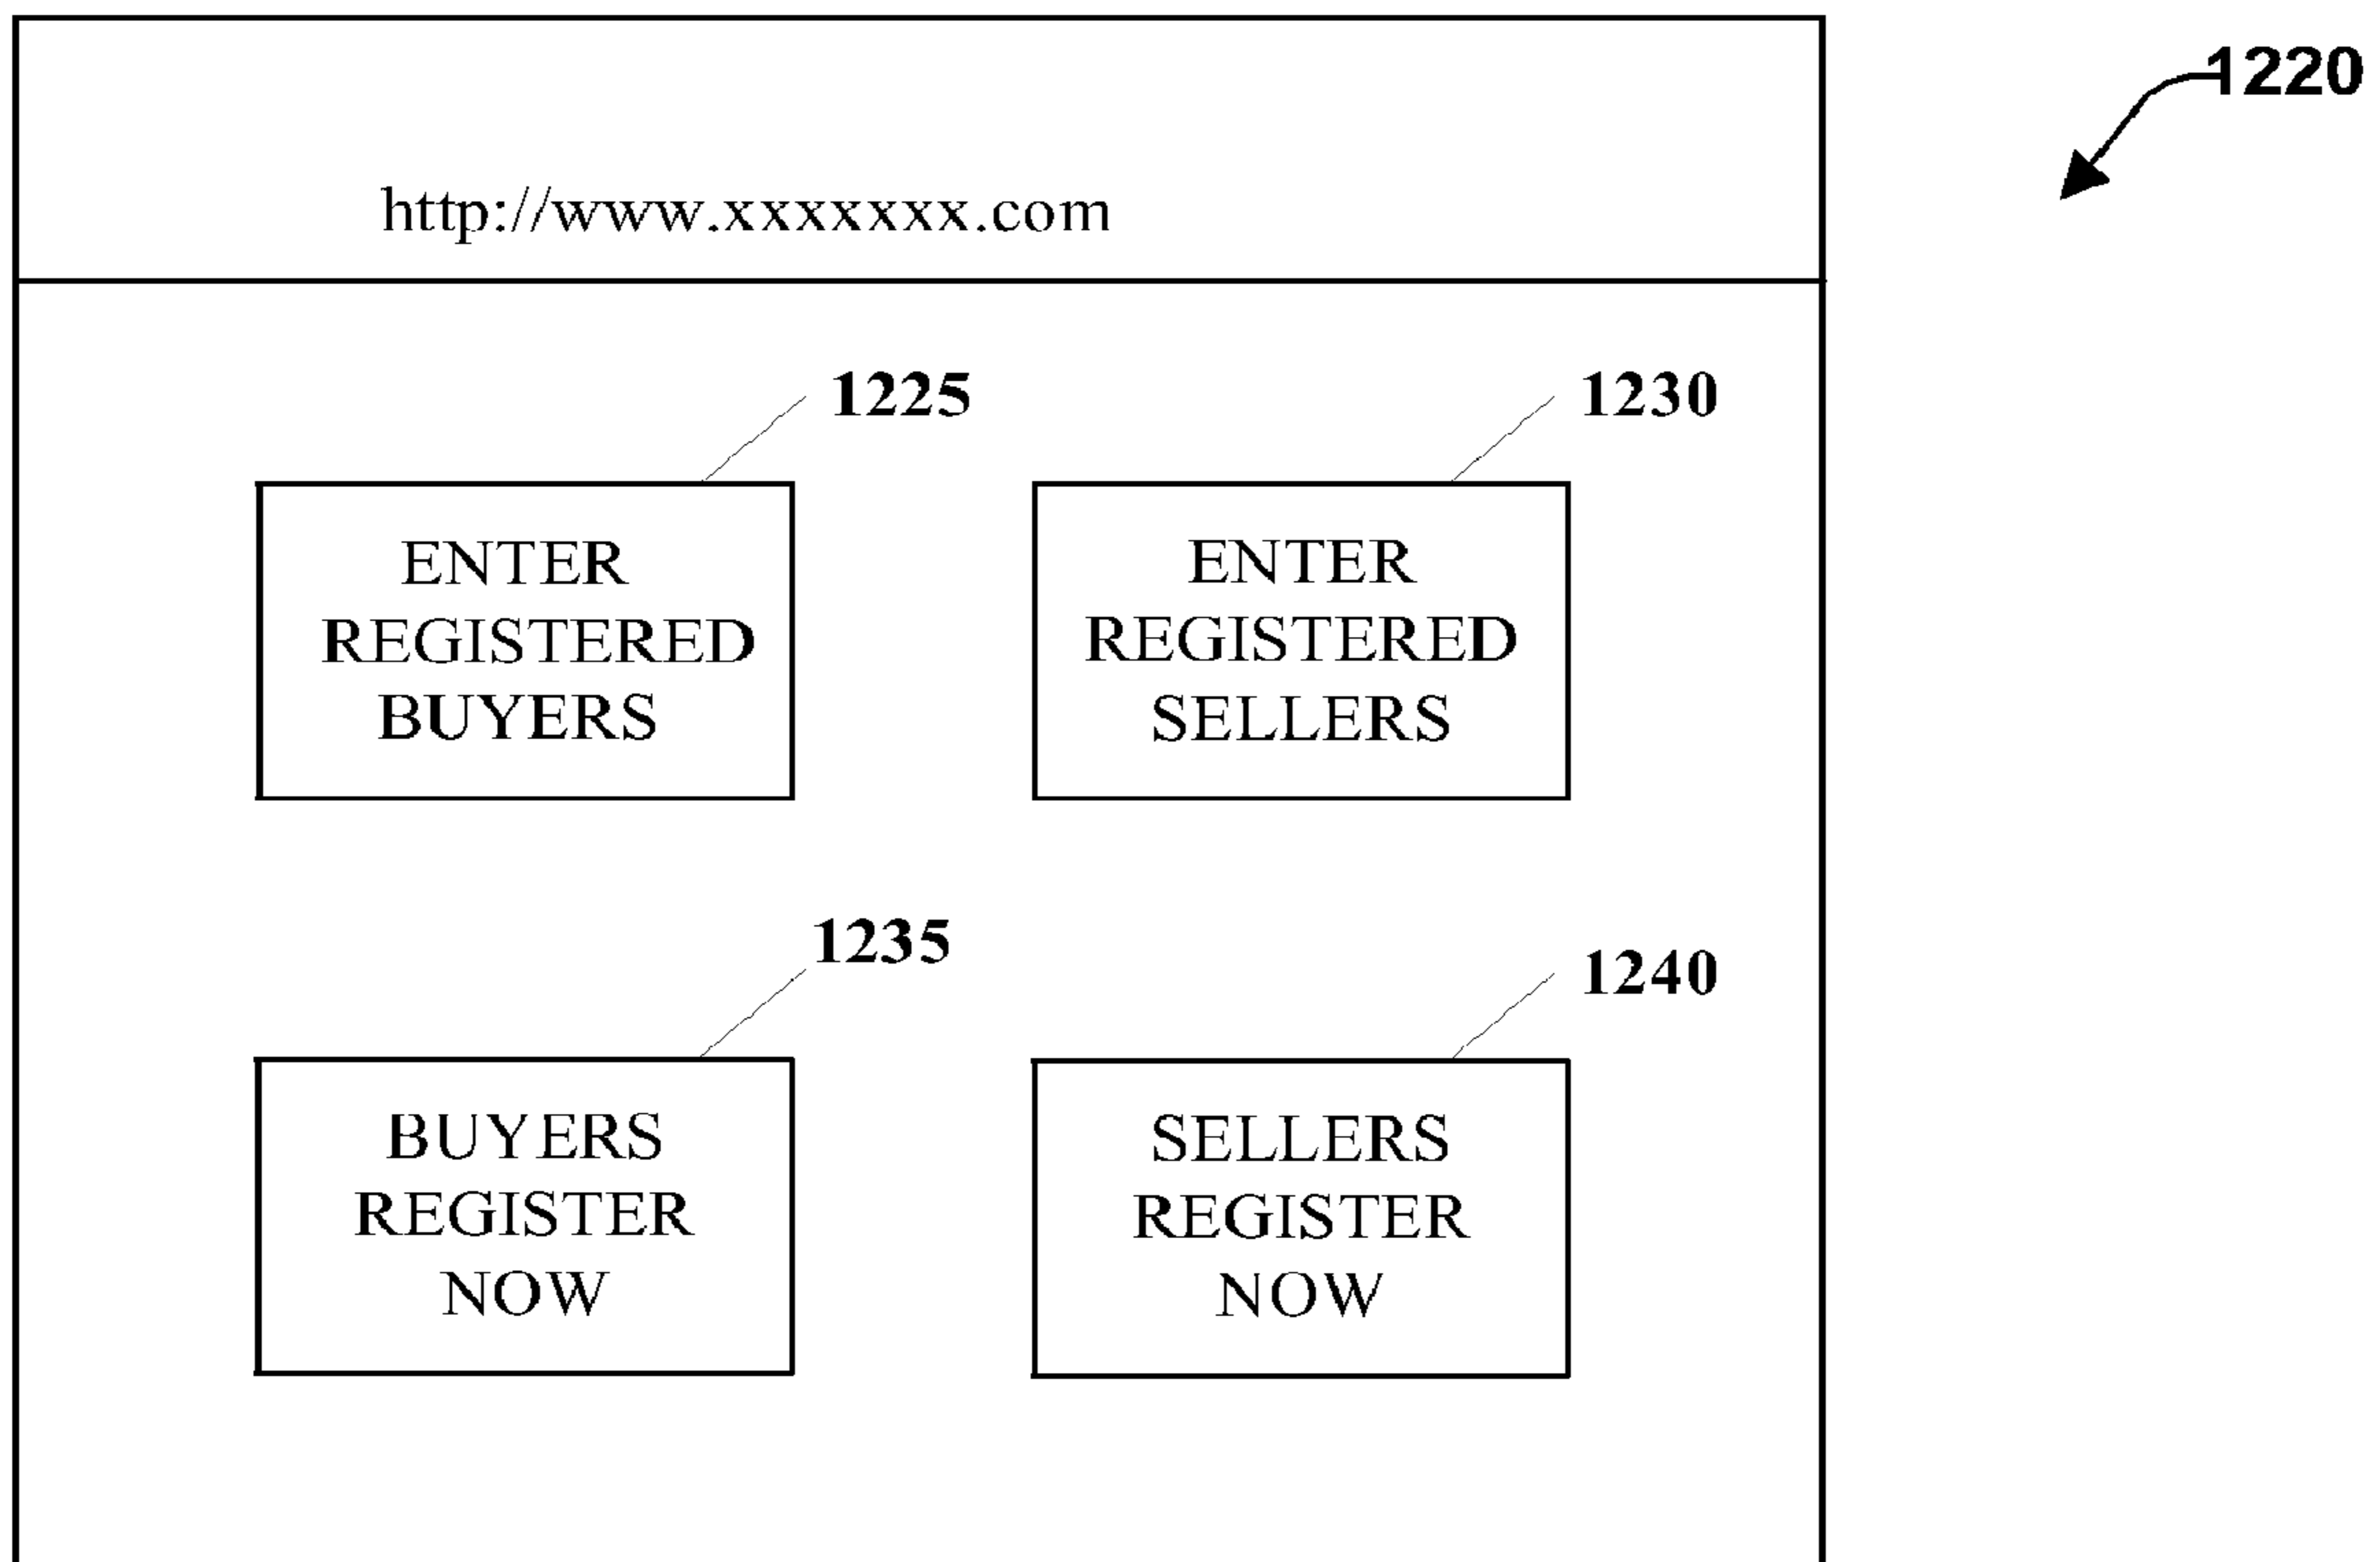 1220
http://www.xxxxxxx.com
1225
1230
ENTER
REGISTERED
BUYERS
ENTER
REGISTERED
SELLERS
1235
1240
BUYERS
REGISTER
NOW
SELLERS
REGISTER
NOW